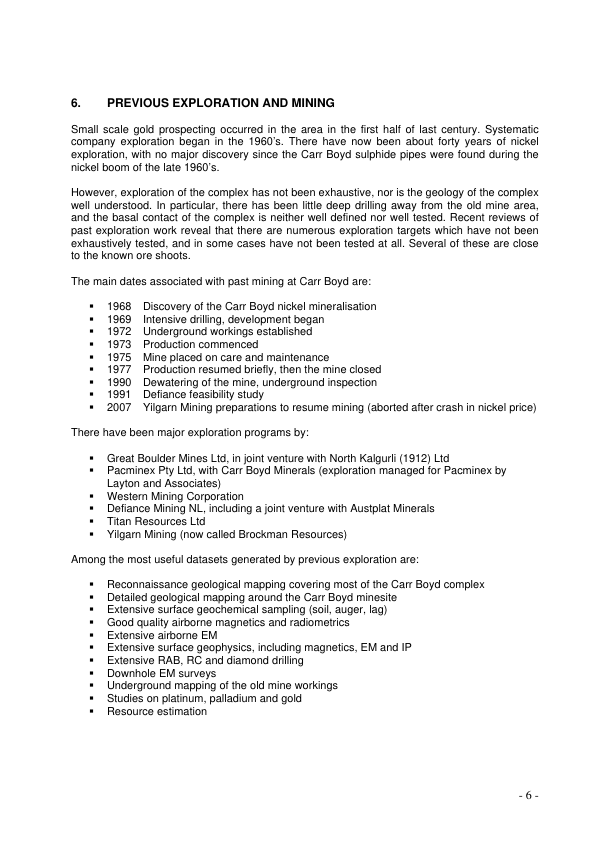 6. PREVIOUS EXPLORATION AND MINING
Small scale gold prospecting occurred in the area in the first half of last century. Systematic
company exploration began in the 1960's. There have now been about forty years of nickel
exploration, with no major discovery since the Carr Boyd sulphide pipes were found during the
nickel boom of the late 1960's.
However, exploration of the complex has not been exhaustive, nor is the geology of the complex
well understood. In particular, there has been little deep drilling away from the old mine area,
and the basal contact of the complex is neither well defined nor well tested. Recent reviews of
past exploration work reveal that there are numerous exploration targets which have not been
exhaustively tested, and in some cases have not been tested at all. Several of these are close
to the known ore shoots.
The main dates associated with past mining at Carr Boyd are:
▪ 1968 Discovery of the Carr Boyd nickel mineralisation
▪ 1969 Intensive drilling, development began
▪ 1972 Underground workings established
▪ 1973 Production commenced
▪ 1975 Mine placed on care and maintenance
▪ 1977 Production resumed briefly, then the mine closed
▪ 1990 Dewatering of the mine, underground inspection
▪ 1991 Defiance feasibility study
▪ 2007 Yilgarn Mining preparations to resume mining (aborted after crash in nickel price)
There have been major exploration programs by:
▪ Great Boulder Mines Ltd, in joint venture with North Kalgurli (1912) Ltd
▪ Pacminex Pty Ltd, with Carr Boyd Minerals (exploration managed for Pacminex by
Layton and Associates)
▪ Western Mining Corporation
▪ Defiance Mining NL, including a joint venture with Austplat Minerals
▪ Titan Resources Ltd
▪ Yilgarn Mining (now called Brockman Resources)
Among the most useful datasets generated by previous exploration are:
▪ Reconnaissance geological mapping covering most of the Carr Boyd complex
▪ Detailed geological mapping around the Carr Boyd minesite
▪ Extensive surface geochemical sampling (soil, auger, lag)
▪ Good quality airborne magnetics and radiometrics
▪ Extensive airborne EM
▪ Extensive surface geophysics, including magnetics, EM and IP
▪ Extensive RAB, RC and diamond drilling
▪ Downhole EM surveys
▪ Underground mapping of the old mine workings
▪ Studies on platinum, palladium and gold
▪ Resource estimation
- 6 -